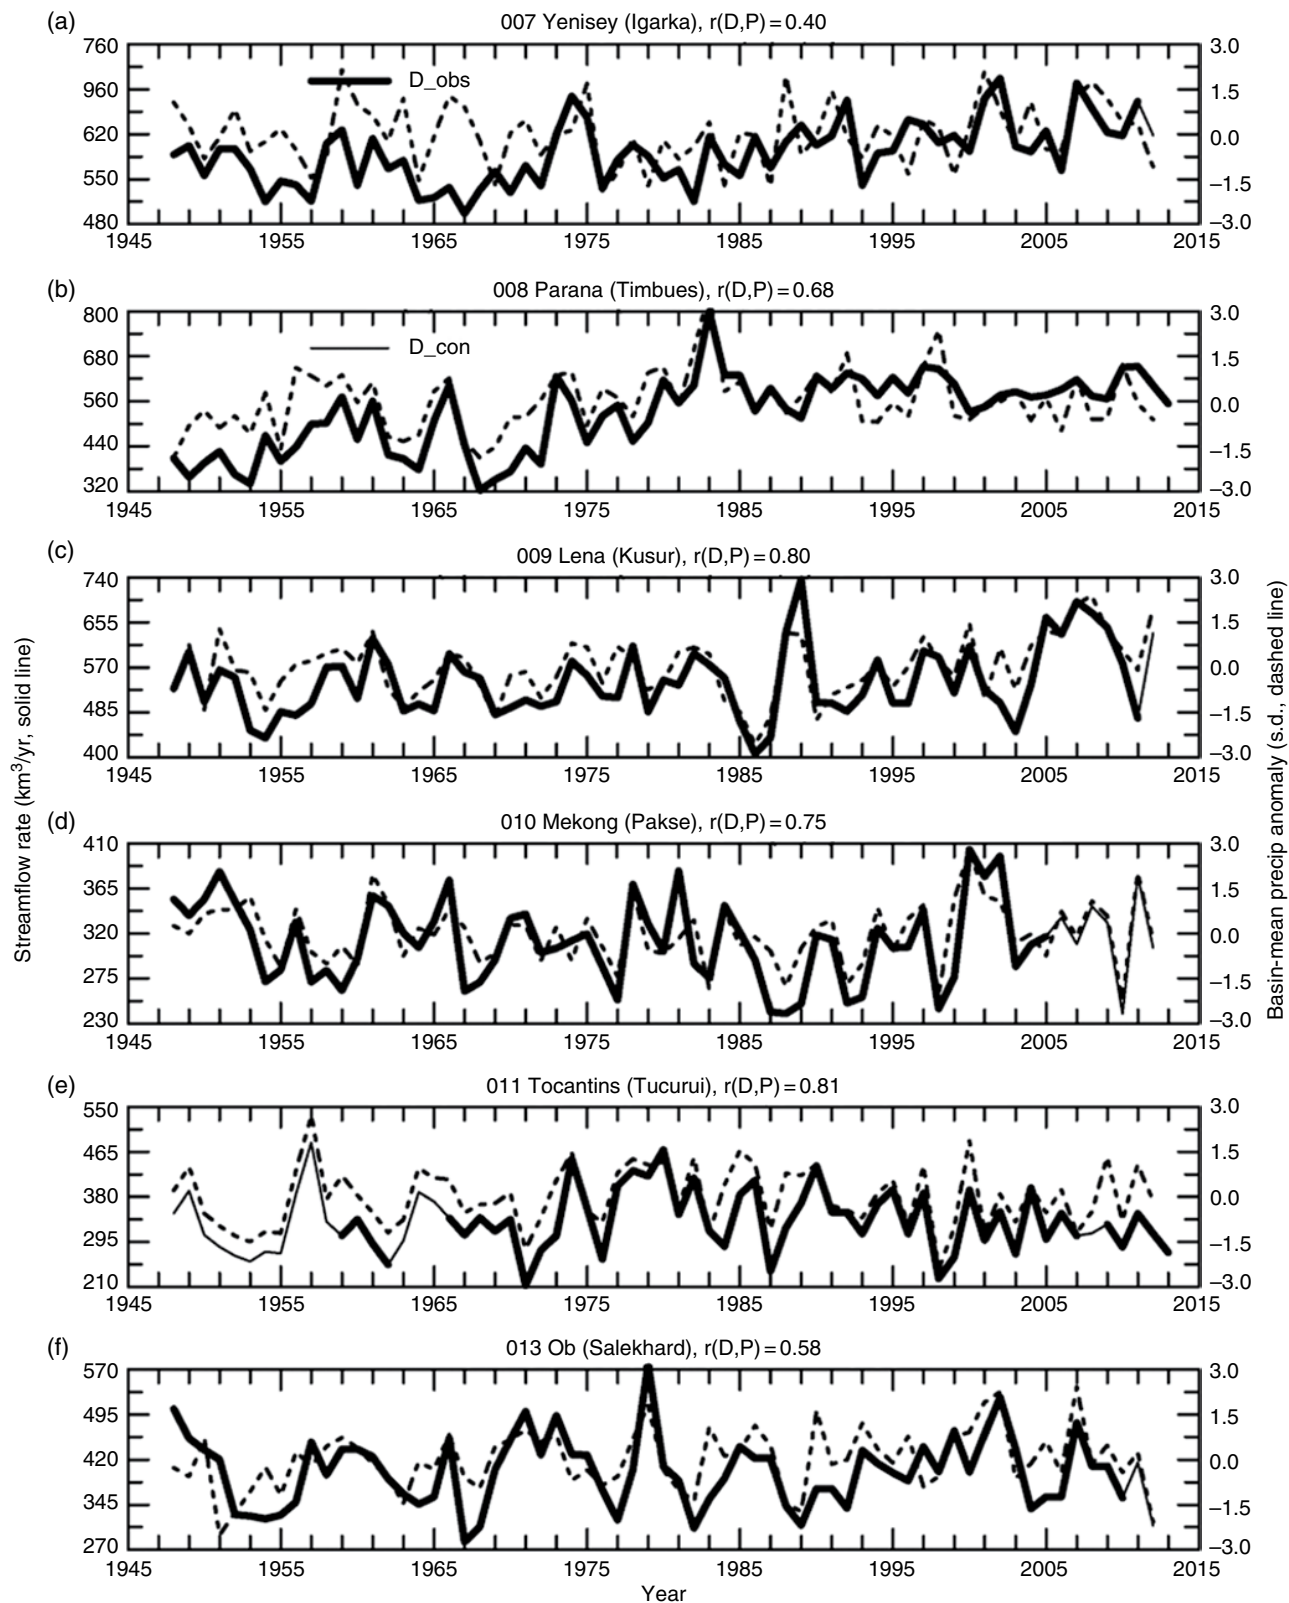 (a) 007 Yenisey (Igarka), r(D,P) = 0.40
760 3.0
960 D_obs 1.5
620 0.0
550 −1.5
480 −3.0
1945 1955 1965 1975 1985 1995 2005 2015
(b) 008 Parana (Timbues), r(D,P) = 0.68
800 3.0
680 D_con 1.5
560 0.0
440 −1.5
320 −3.0
1945 1955 1965 1975 1985 1995 2005 2015
(c) 009 Lena (Kusur), r(D,P) = 0.80
740 3.0
655 1.5
570 0.0
485 −1.5
400 −3.0
1945 1955 1965 1975 1985 1995 2005 2015
Streamflow rate (km³/yr, solid line)
Basin-mean precip anomaly (s.d., dashed line)
(d) 010 Mekong (Pakse), r(D,P) = 0.75
410 3.0
365 1.5
320 0.0
275 −1.5
230 −3.0
1945 1955 1965 1975 1985 1995 2005 2015
(e) 011 Tocantins (Tucurui), r(D,P) = 0.81
550 3.0
465 1.5
380 0.0
295 −1.5
210 −3.0
1945 1955 1965 1975 1985 1995 2005 2015
(f) 013 Ob (Salekhard), r(D,P) = 0.58
570 3.0
495 1.5
420 0.0
345 −1.5
270 −3.0
1945 1955 1965 1975 1985 1995 2005 2015
Year